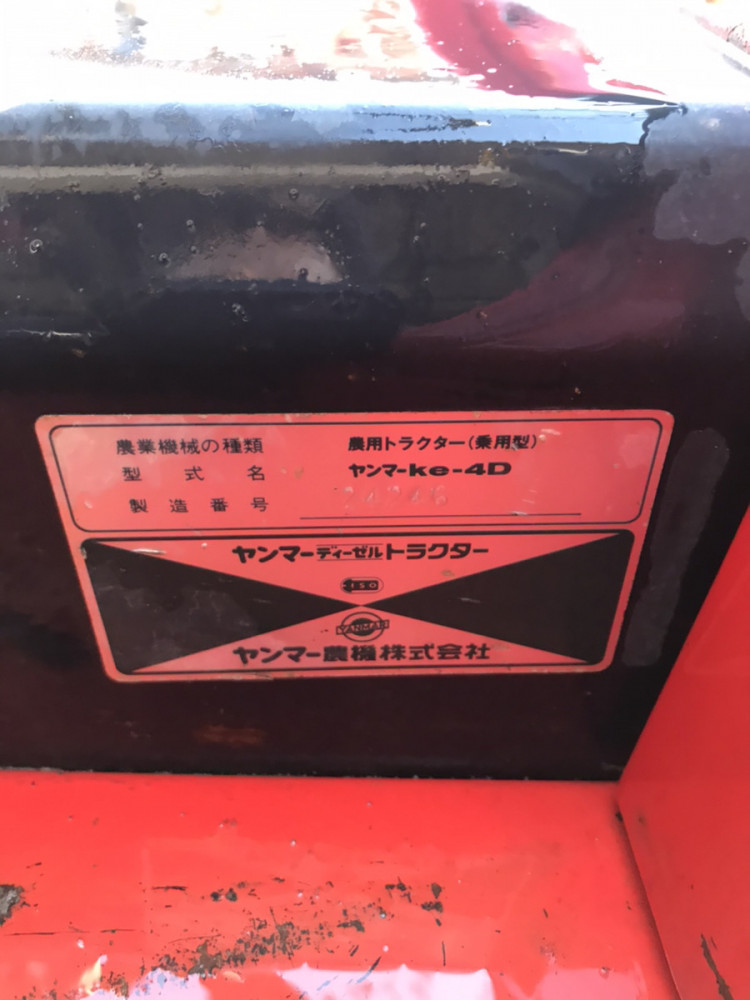 農業機械の種類 農用トラクター(乗用型)
型式名 ヤンマーke-4D
製造番号
ヤンマーディーゼルトラクター
ISO
YANMAR
ヤンマー農機株式会社